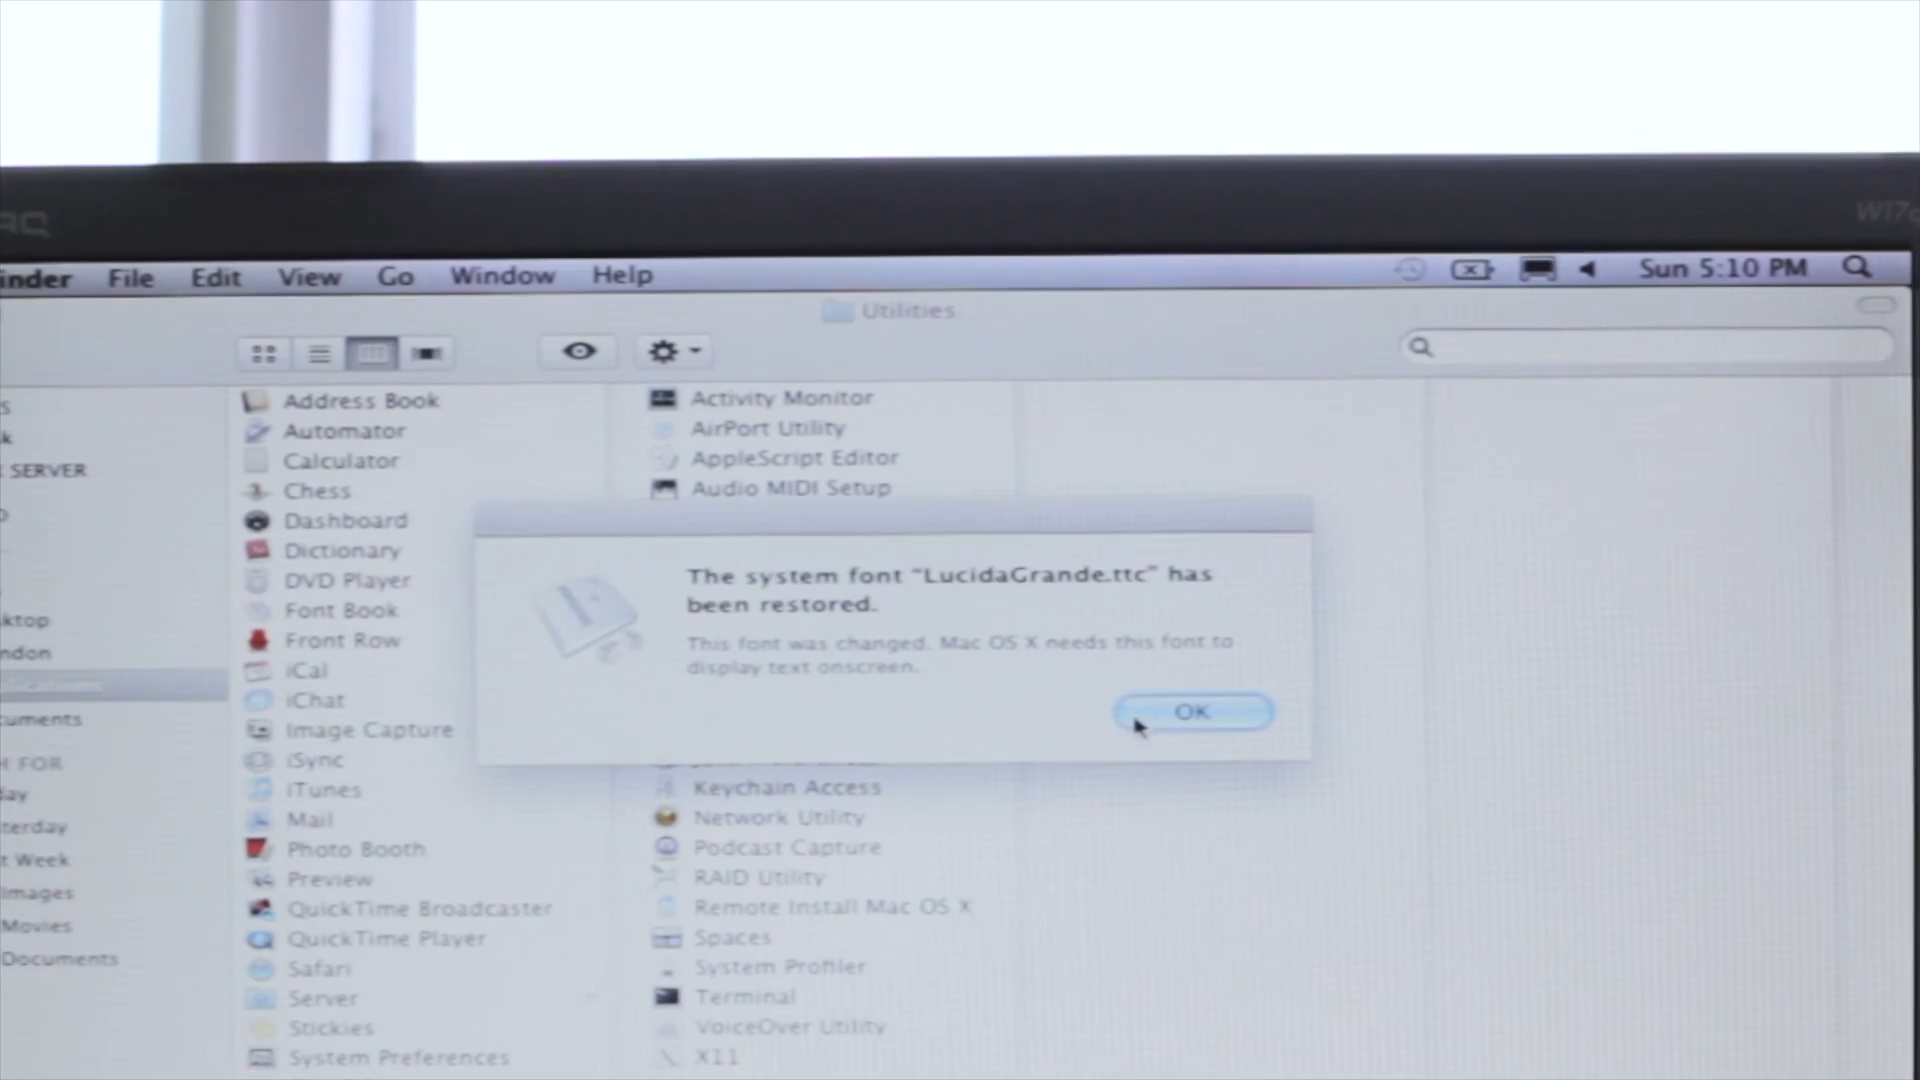 inder File Edit View Go Window Help Sun 5:10 PM
Utilities
SERVER
ktop
ndon
cuments
H FOR
day
terday
t Week
Images
Movies
Documents
Address Book
Automator
Calculator
Chess
Dashboard
Dictionary
DVD Player
Font Book
Front Row
iCal
iChat
Image Capture
iSync
iTunes
Mail
Photo Booth
Preview
QuickTime Broadcaster
QuickTime Player
Safari
Server
Stickies
System Preferences
Activity Monitor
AirPort Utility
AppleScript Editor
Audio MIDI Setup
Keychain Access
Network Utility
Podcast Capture
RAID Utility
Remote Install Mac OS X
Spaces
System Profiler
Terminal
VoiceOver Utility
X11
The system font "LucidaGrande.ttc" has
been restored.
This font was changed. Mac OS X needs this font to
display text onscreen.
OK